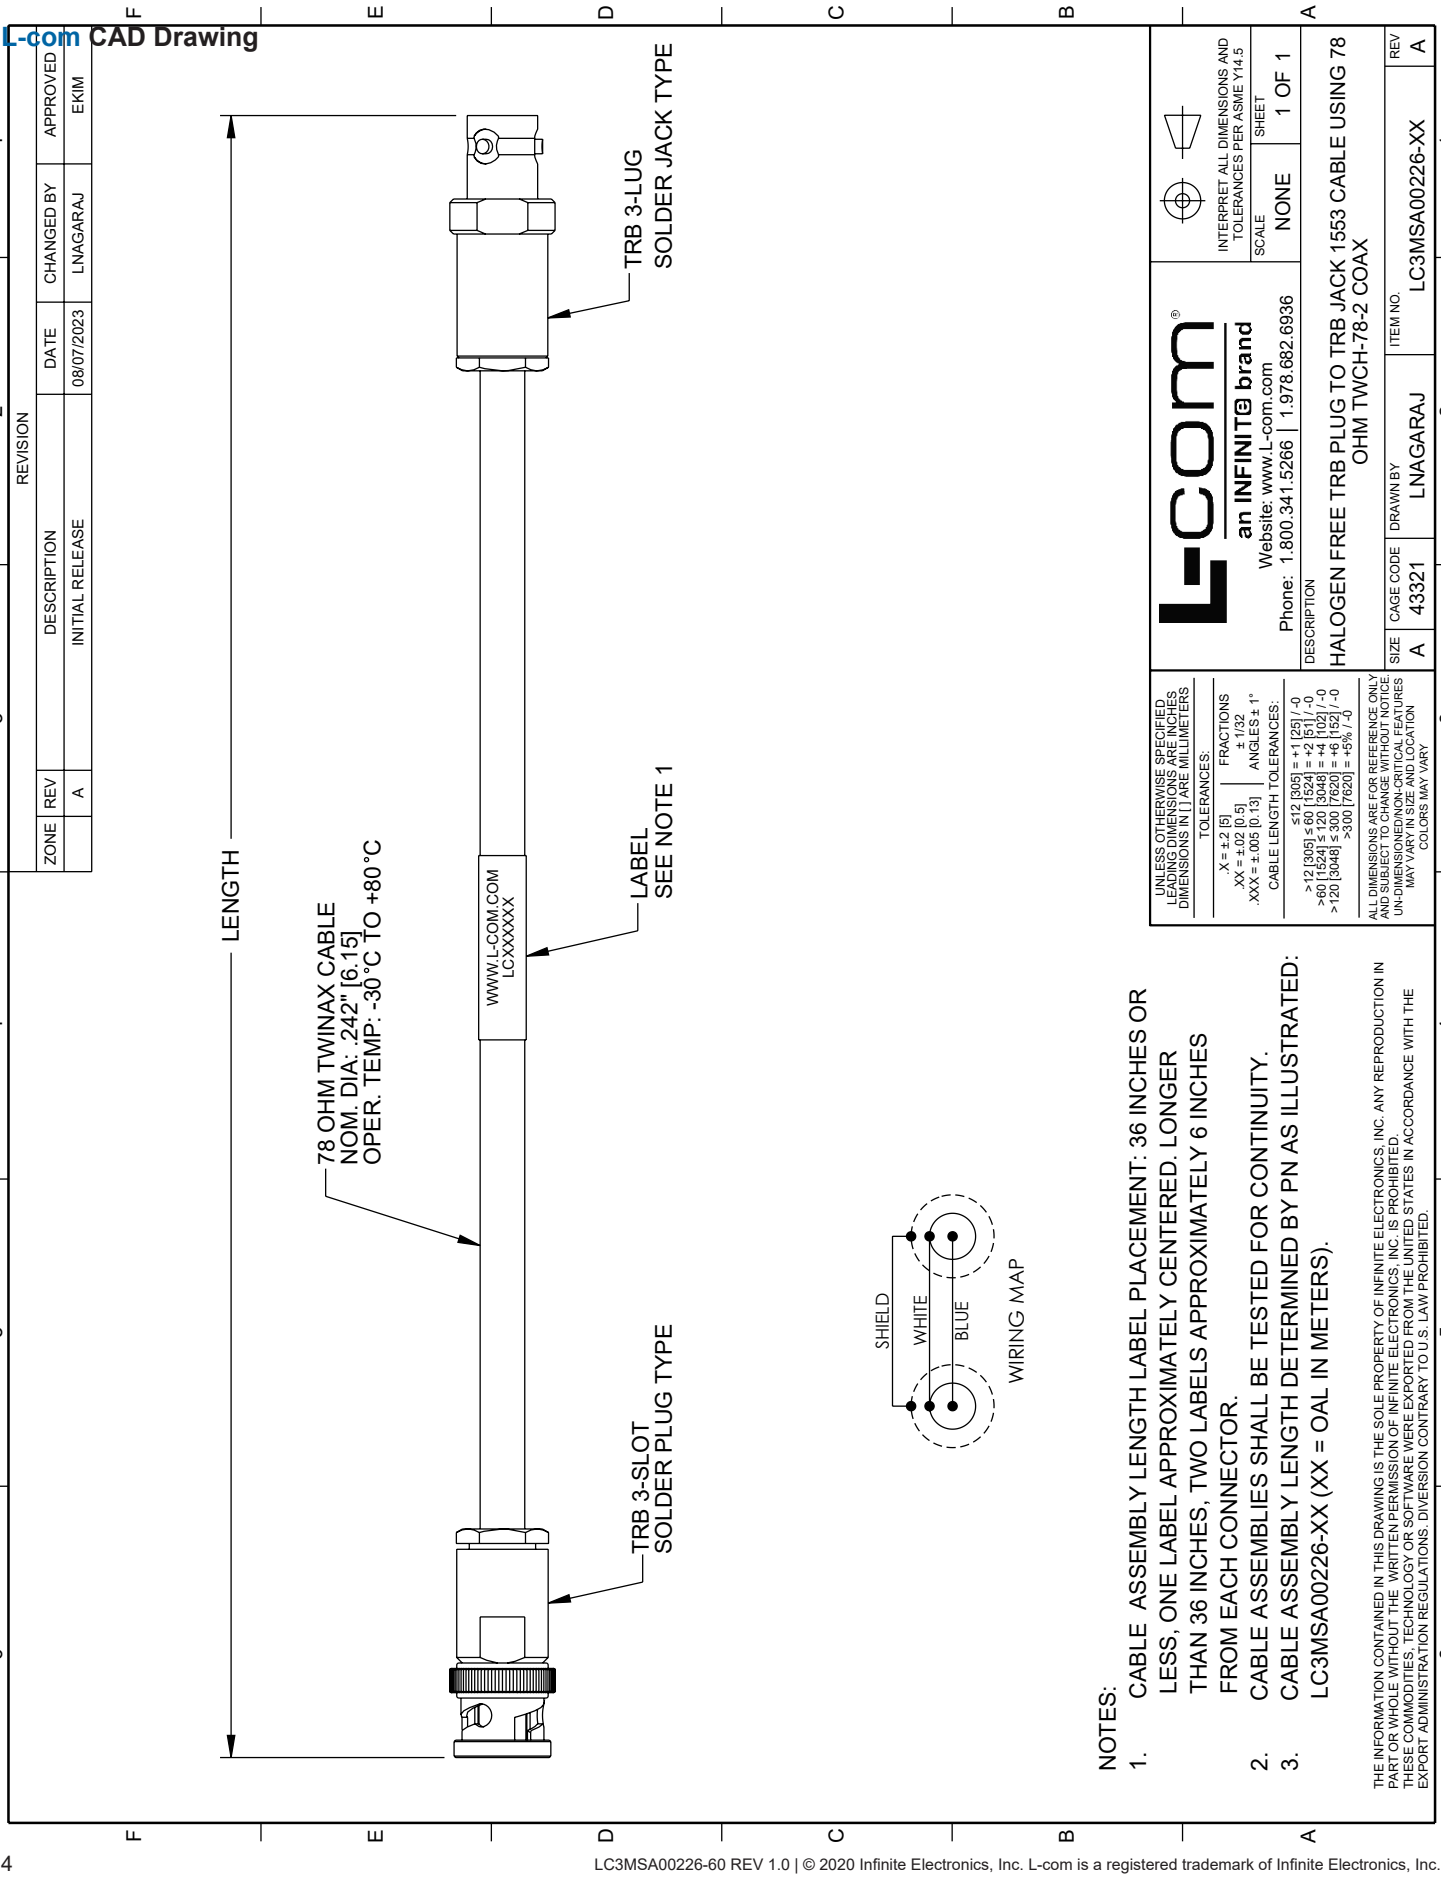 L-com CAD Drawing
REVISION
ZONE REV DESCRIPTION DATE CHANGED BY APPROVED
A INITIAL RELEASE 08/07/2023 LNAGARAJ EKIM
F E D C B A
LENGTH
78 OHM TWINAX CABLE
NOM. DIA: .242" [6.15]
OPER. TEMP: -30°C TO +80°C
WWW.L-COM.COM
LCXXXXXX
TRB 3-SLOT
SOLDER PLUG TYPE
LABEL
SEE NOTE 1
TRB 3-LUG
SOLDER JACK TYPE
SHIELD
WHITE
BLUE
WIRING MAP
NOTES:
1. CABLE ASSEMBLY LENGTH LABEL PLACEMENT: 36 INCHES OR
LESS, ONE LABEL APPROXIMATELY CENTERED. LONGER
THAN 36 INCHES, TWO LABELS APPROXIMATELY 6 INCHES
FROM EACH CONNECTOR.
2. CABLE ASSEMBLIES SHALL BE TESTED FOR CONTINUITY.
3. CABLE ASSEMBLY LENGTH DETERMINED BY PN AS ILLUSTRATED:
LC3MSA00226-XX (XX = OAL IN METERS).
THE INFORMATION CONTAINED IN THIS DRAWING IS THE SOLE PROPERTY OF INFINITE ELECTRONICS, INC. ANY REPRODUCTION IN
PART OR WHOLE WITHOUT THE WRITTEN PERMISSION OF INFINITE ELECTRONICS, INC. IS PROHIBITED.
THESE COMMODITIES, TECHNOLOGY OR SOFTWARE WERE EXPORTED FROM THE UNITED STATES IN ACCORDANCE WITH THE
EXPORT ADMINISTRATION REGULATIONS. DIVERSION CONTRARY TO U.S. LAW PROHIBITED.
UNLESS OTHERWISE SPECIFIED
LEADING DIMENSIONS ARE INCHES
DIMENSIONS IN [ ] ARE MILLIMETERS
TOLERANCES:
.X = ±.2 [5] FRACTIONS
.XX = ±.02 [0.5] ± 1/32
.XXX = ±.005 [0.13] ANGLES ± 1°
CABLE LENGTH TOLERANCES:
≤12 [305] = +1 [25] / -0
>12 [305] ≤ 60 [1524] = +2 [51] / -0
>60 [1524] ≤ 120 [3048] = +4 [102] / -0
>120 [3048] ≤ 300 [7620] = +6 [152] / -0
>300 [7620] = +5% / -0
ALL DIMENSIONS ARE FOR REFERENCE ONLY
AND SUBJECT TO CHANGE WITHOUT NOTICE.
UN-DIMENSIONED/NON-CRITICAL FEATURES
MAY VARY IN SIZE AND LOCATION
COLORS MAY VARY
L-com®
an INFINITe brand
Website: www.L-com.com
Phone: 1.800.341.5266 | 1.978.682.6936
INTERPRET ALL DIMENSIONS AND
TOLERANCES PER ASME Y14.5
SCALE
NONE
SHEET
1 OF 1
DESCRIPTION
HALOGEN FREE TRB PLUG TO TRB JACK 1553 CABLE USING 78
OHM TWCH-78-2 COAX
SIZE
A
CAGE CODE
43321
DRAWN BY
LNAGARAJ
ITEM NO.
LC3MSA00226-XX
REV
A
F E D C B A
4
LC3MSA00226-60 REV 1.0 | © 2020 Infinite Electronics, Inc. L-com is a registered trademark of Infinite Electronics, Inc.